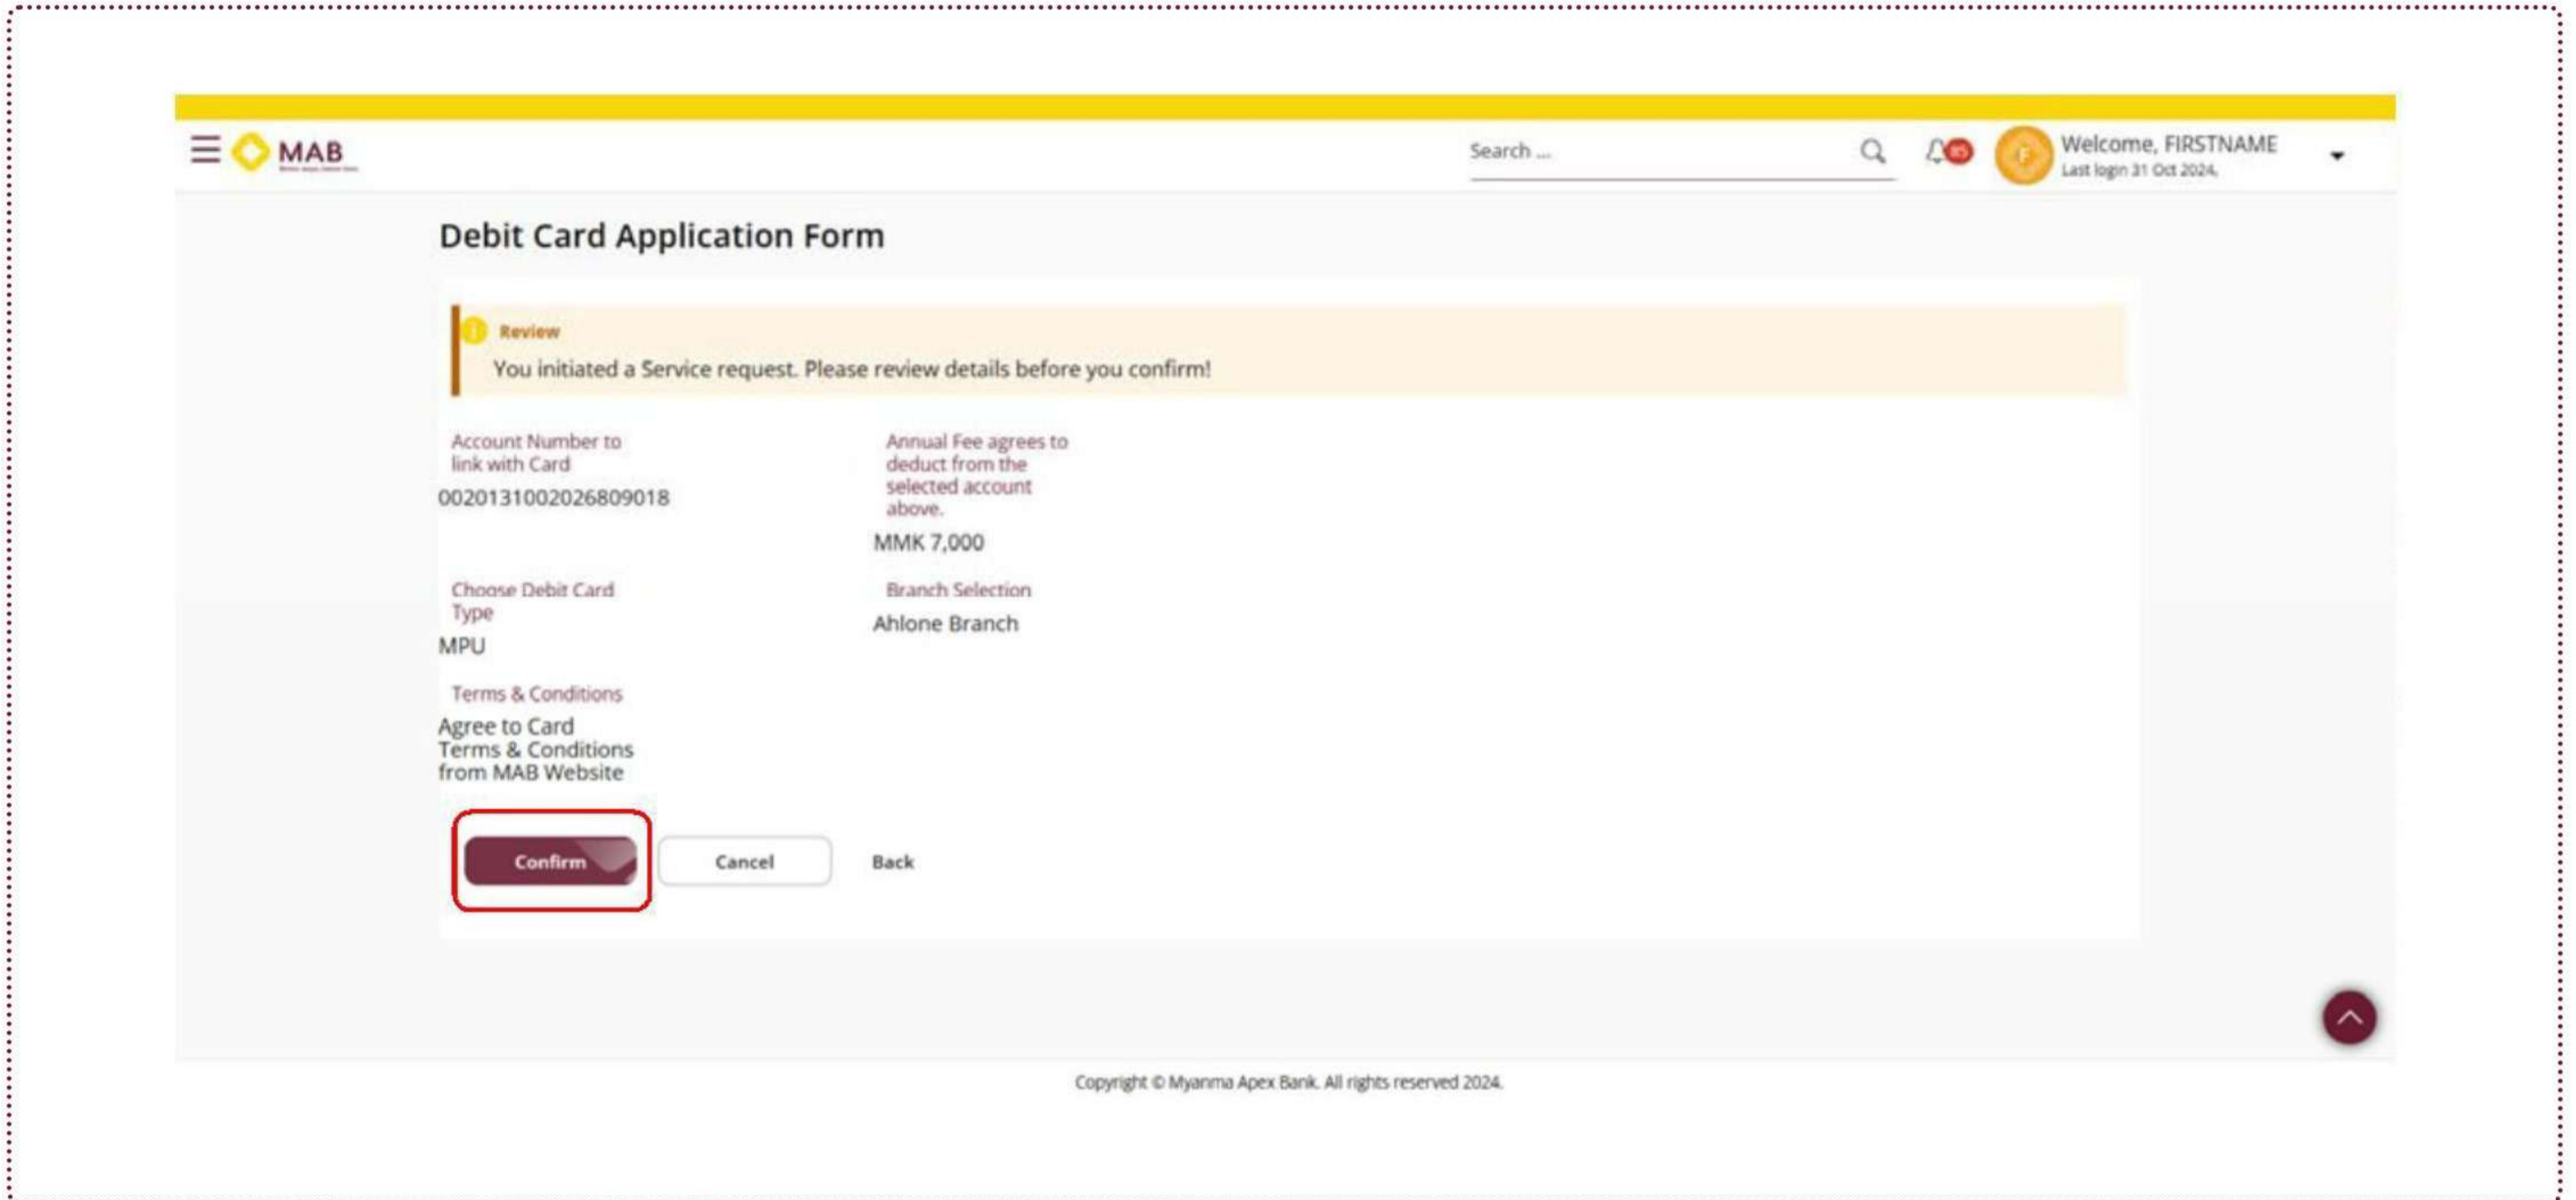 MAB
Search ...
Welcome, FIRSTNAME
Last login 31 Oct 2024,
Debit Card Application Form
Review
You initiated a Service request. Please review details before you confirm!
Account Number to
link with Card
0020131002026809018
Annual Fee agrees to
deduct from the
selected account
above.
MMK 7,000
Choose Debit Card
Type
MPU
Branch Selection
Ahlone Branch
Terms & Conditions
Agree to Card
Terms & Conditions
from MAB Website
Confirm
Cancel
Back
Copyright © Myanma Apex Bank. All rights reserved 2024.